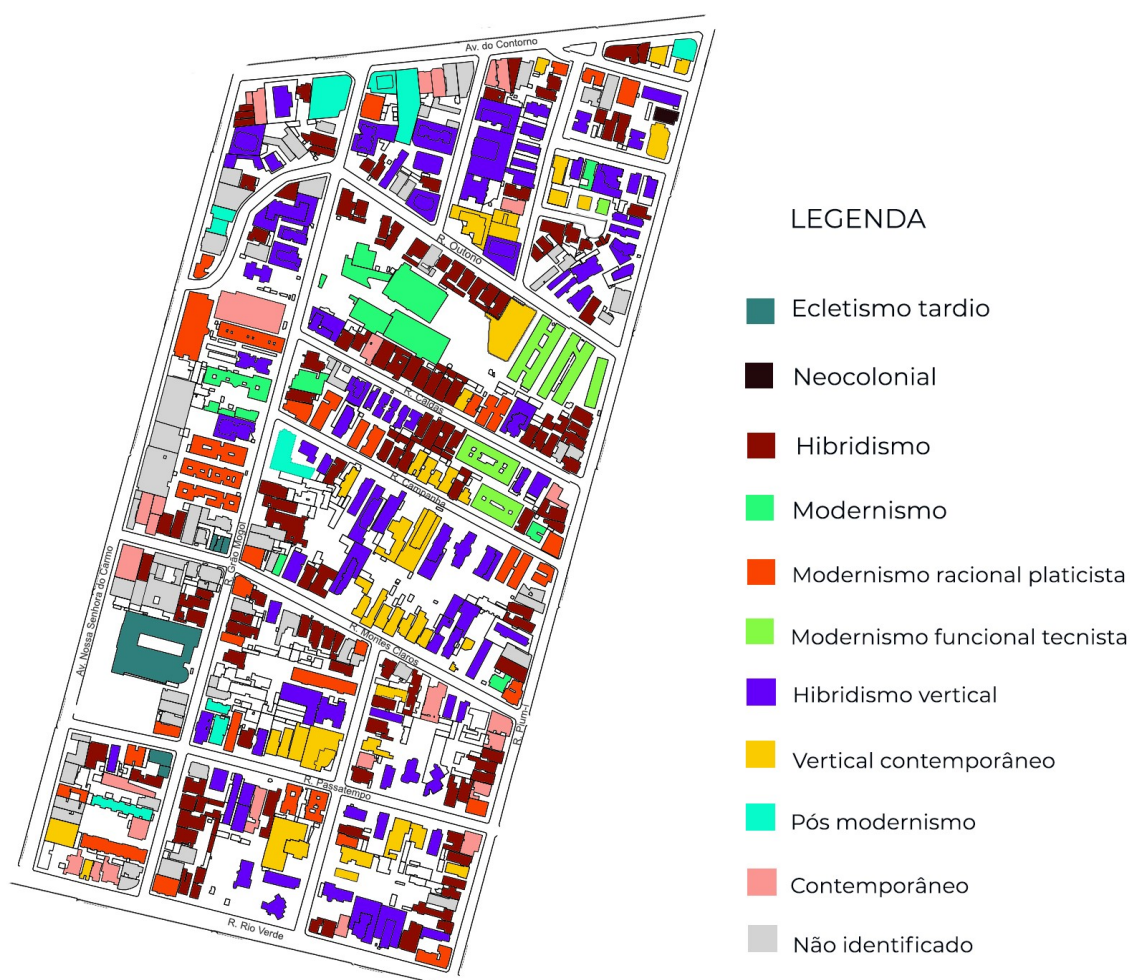 Av. do Contorno
R. Outono
LEGENDA
Ecletismo tardio
Neocolonial
R. Caldas
Hibridismo
R. Campanha
Modernismo
R. Grão Mogol
Av. Nossa Senhora do Carmo
Modernismo racional platicista
R. Montes Claros
Modernismo funcional tecnista
Hibridismo vertical
R. Pium-I
Vertical contemporâneo
R. Passatempo
Pós modernismo
Contemporâneo
R. Rio Verde
Não identificado